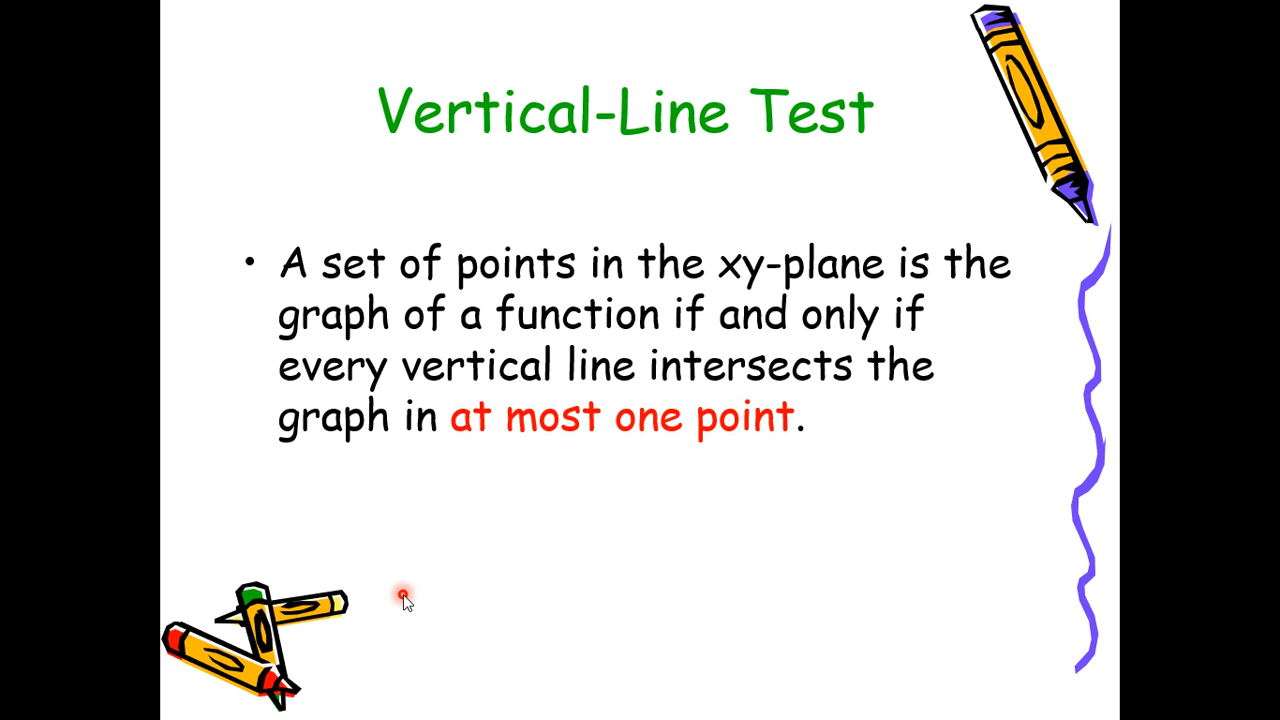 Vertical-Line Test
• A set of points in the xy-plane is the
graph of a function if and only if
every vertical line intersects the
graph in at most one point.